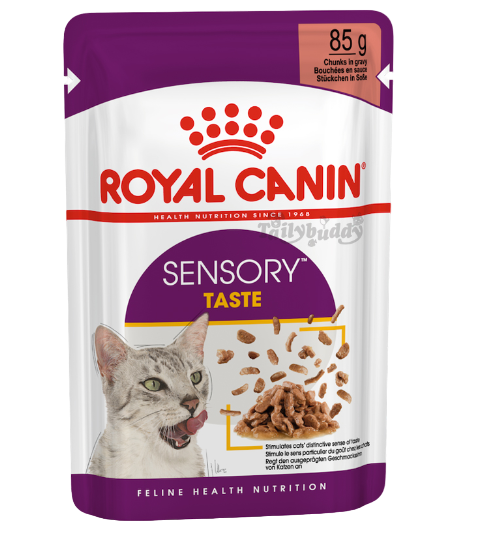 85 g
Chunks in gravy
Bouchées en sauce
Stückchen in Soße
ROYAL CANIN®
HEALTH NUTRITION SINCE 1968
Tailybuddy
SENSORY™
TASTE
Stimulates cats' distinctive sense of taste
Stimule le sens particulier du goût chez les chats
Regt den ausgeprägten Geschmackssinn
von Katzen an
FELINE HEALTH NUTRITION